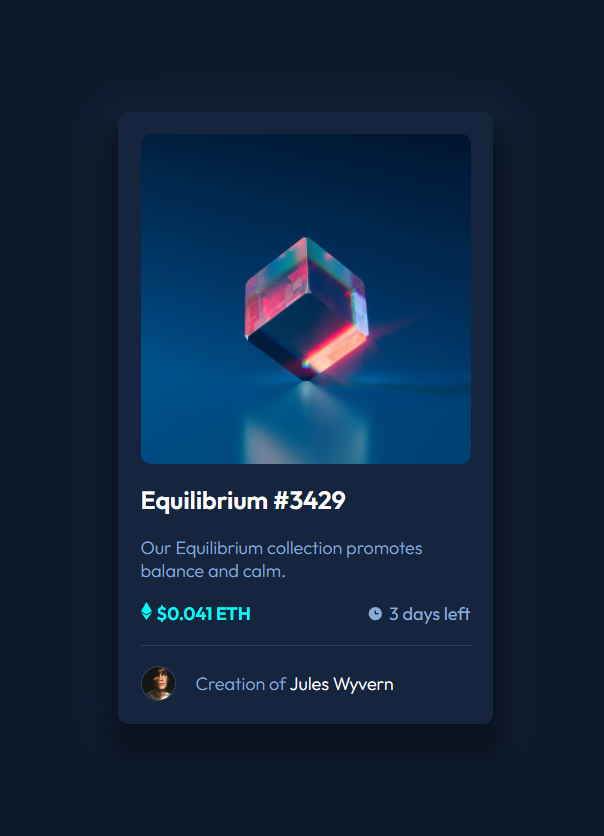 Equilibrium #3429
Our Equilibrium collection promotes
balance and calm.
$0.041 ETH 3 days left
Creation of Jules Wyvern